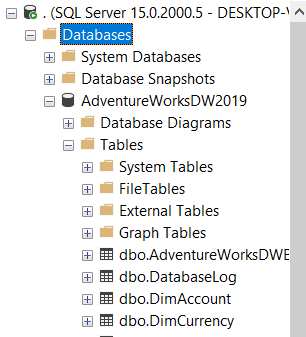 . (SQL Server 15.0.2000.5 - DESKTOP-
Databases
System Databases
Database Snapshots
AdventureWorksDW2019
Database Diagrams
Tables
System Tables
FileTables
External Tables
Graph Tables
dbo.AdventureWorksDWB
dbo.DatabaseLog
dbo.DimAccount
dbo.DimCurrency